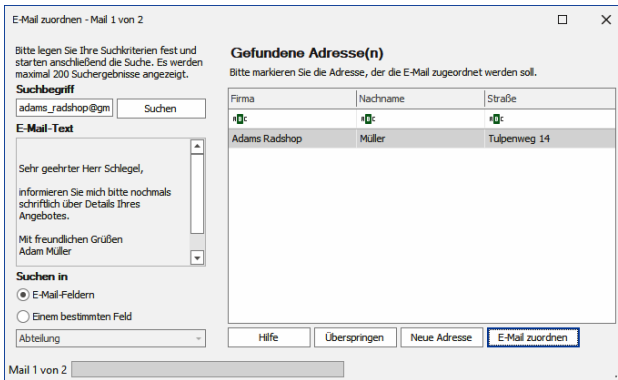 E-Mail zuordnen - Mail 1 von 2
Bitte legen Sie Ihre Suchkriterien fest und
starten anschließend die Suche. Es werden
maximal 200 Suchergebnisse angezeigt.
Suchbegriff
adams_radshop@gm
Suchen
E-Mail-Text
Sehr geehrter Herr Schlegel,
informieren Sie mich bitte nochmals
schriftlich über Details Ihres
Angebotes.
Mit freundlichen Grüßen
Adam Müller
Suchen in
E-Mail-Feldern
Einem bestimmten Feld
Abteilung
Gefundene Adresse(n)
Bitte markieren Sie die Adresse, der die E-Mail zugeordnet werden soll.
Firma Nachname Straße
ABC ABC ABC
Adams Radshop Müller Tulpenweg 14
Hilfe Überspringen Neue Adresse E-Mail zuordnen
Mail 1 von 2